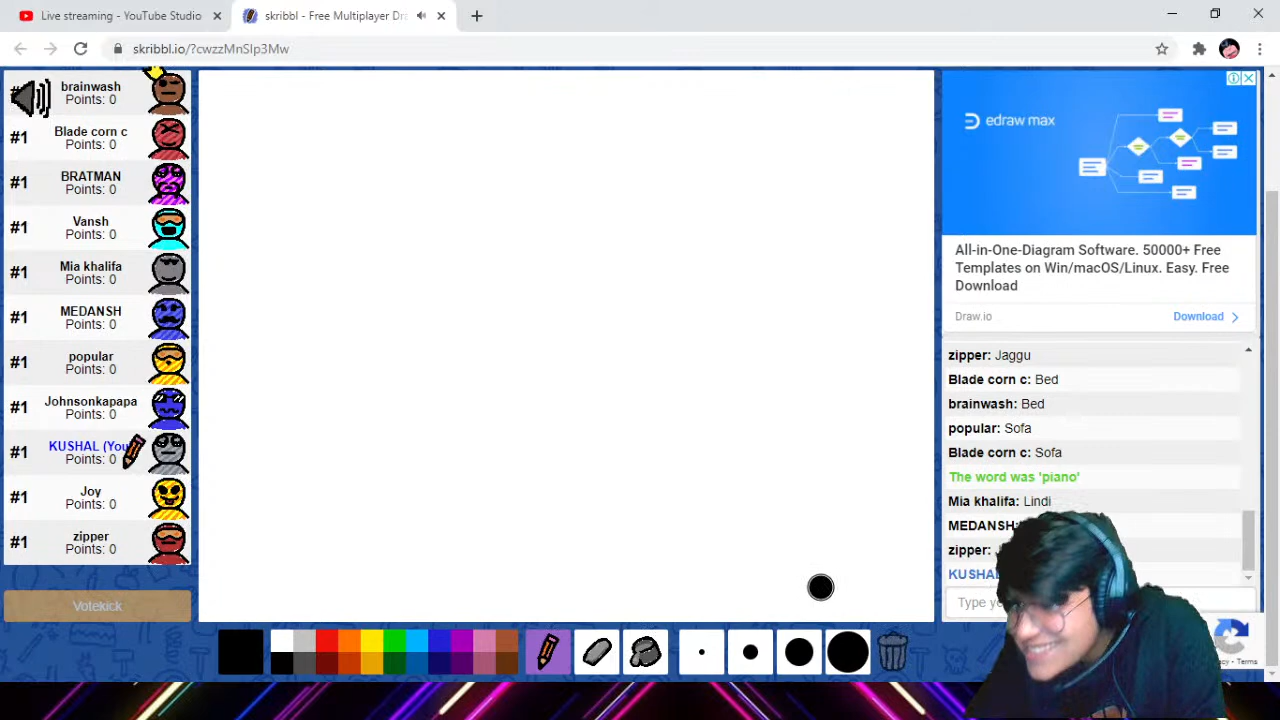 Live streaming - YouTube Studio
skribbl - Free Multiplayer Dra
skribbl.io/?cwzzMnSlp3Mw
brainwash
Points: 0
#1 Blade corn c
Points: 0
#1 BRATMAN
Points: 0
#1 Vansh
Points: 0
#1 Mia khalifa
Points: 0
#1 MEDANSH
Points: 0
#1 popular
Points: 0
#1 Johnsonkapapa
Points: 0
#1 KUSHAL (You
Points: 0
#1 Joy
Points: 0
#1 zipper
Points: 0
Votekick
edraw max
All-in-One-Diagram Software. 50000+ Free
Templates on Win/macOS/Linux. Easy. Free
Download
Draw.io
Download
zipper: Jaggu
Blade corn c: Bed
brainwash: Bed
popular: Sofa
Blade corn c: Sofa
The word was 'piano'
Mia khalifa: Lindi
MEDANSH:
zipper:
KUSHAL
Type
Terms